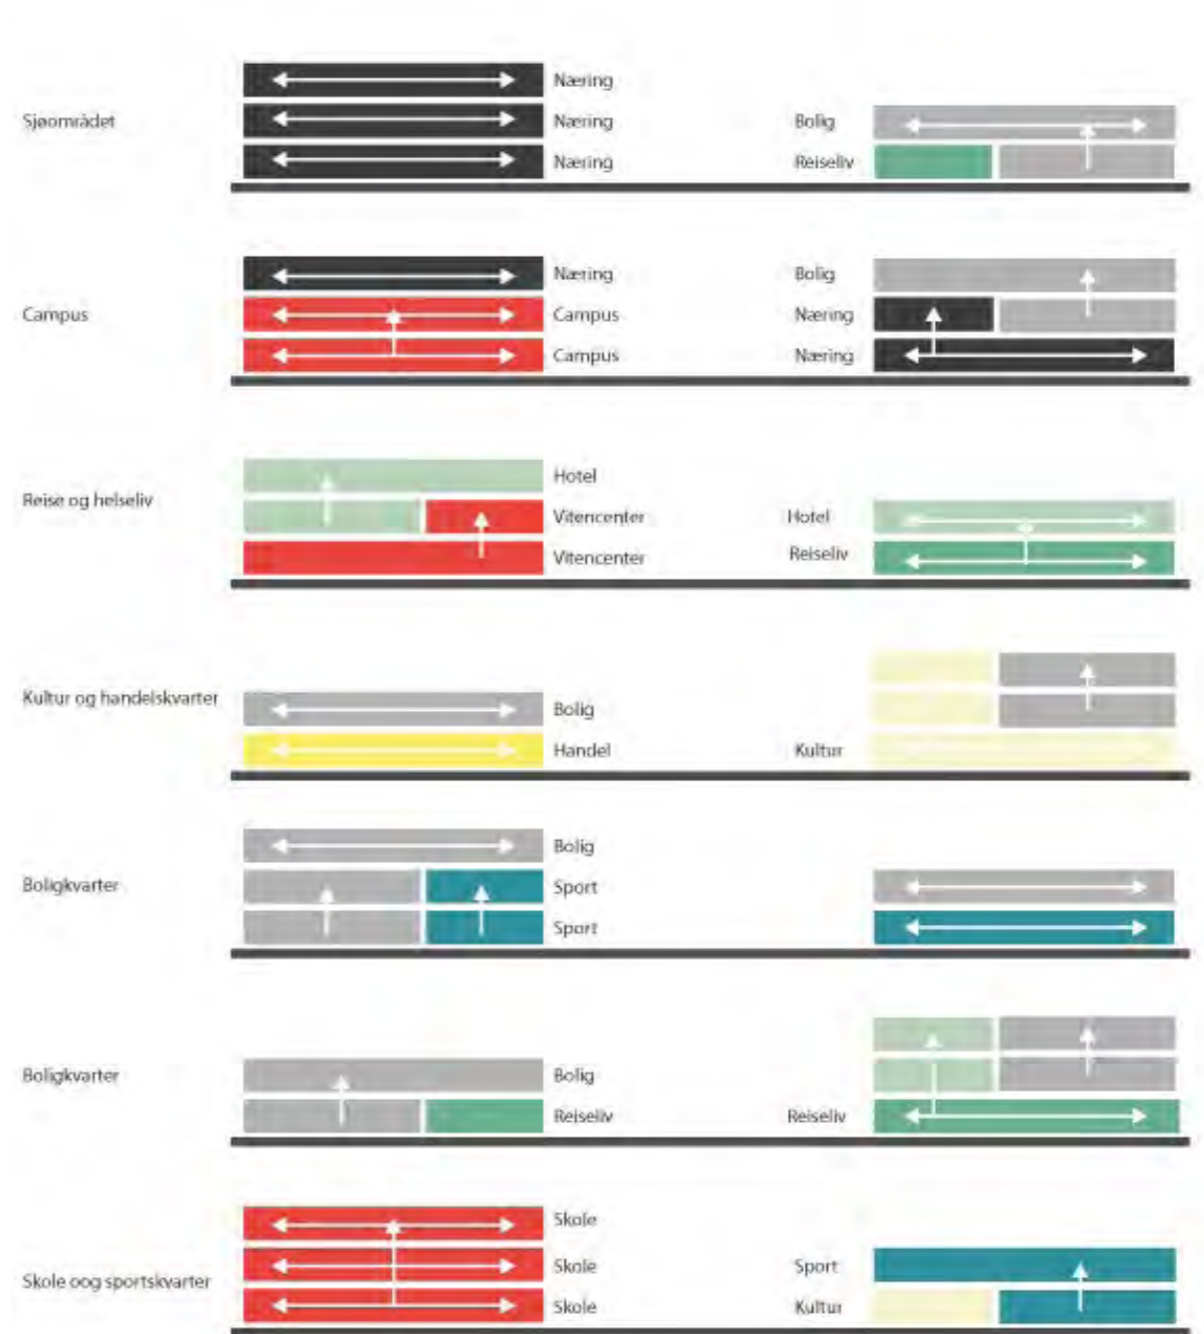 Næring
Sjøområdet Næring Bolig
Næring Reiseliv
Næring Bolig
Campus Campus Næring
Campus Næring
Hotel
Reise og helseliv Vitencenter Hotel
Vitencenter Reiseliv
Kultur og handelskvarter Bolig
Handel Kultur
Bolig
Boligkvarter Sport
Sport
Boligkvarter Bolig
Reiseliv Reiseliv
Skole
Skole oog sportskvarter Skole Sport
Skole Kultur